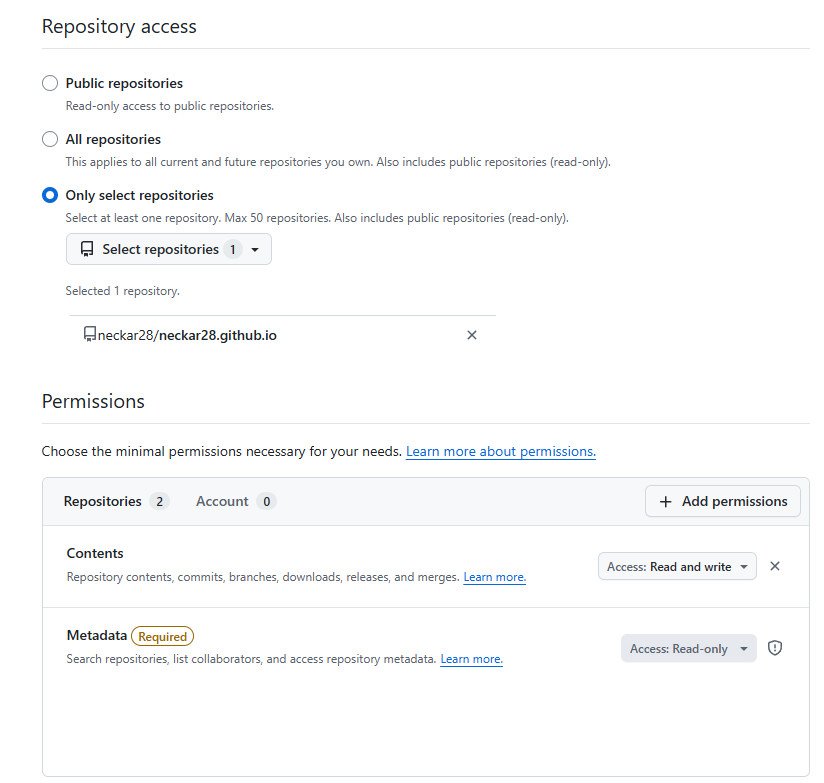 Repository access
Public repositories
Read-only access to public repositories.
All repositories
This applies to all current and future repositories you own. Also includes public repositories (read-only).
Only select repositories
Select at least one repository. Max 50 repositories. Also includes public repositories (read-only).
Select repositories 1
Selected 1 repository.
neckar28/neckar28.github.io
Permissions
Choose the minimal permissions necessary for your needs. Learn more about permissions.
Repositories 2 Account 0 Add permissions
Contents
Access: Read and write
Repository contents, commits, branches, downloads, releases, and merges. Learn more.
Metadata Required
Access: Read-only
Search repositories, list collaborators, and access repository metadata. Learn more.